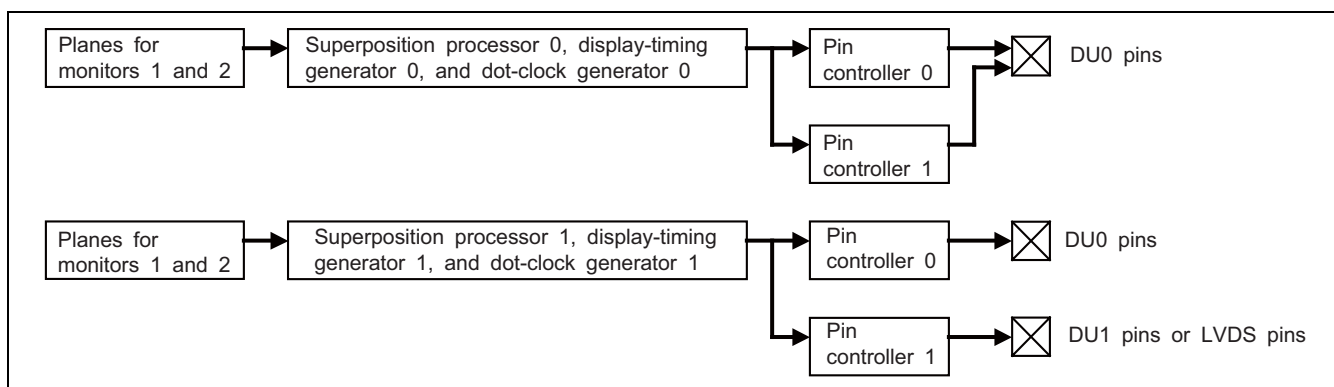 Planes for
monitors 1 and 2
Superposition processor 0, display-timing
generator 0, and dot-clock generator 0
Pin
controller 0
DU0 pins
Pin
controller 1
Planes for
monitors 1 and 2
Superposition processor 1, display-timing
generator 1, and dot-clock generator 1
Pin
controller 0
DU0 pins
Pin
controller 1
DU1 pins or LVDS pins